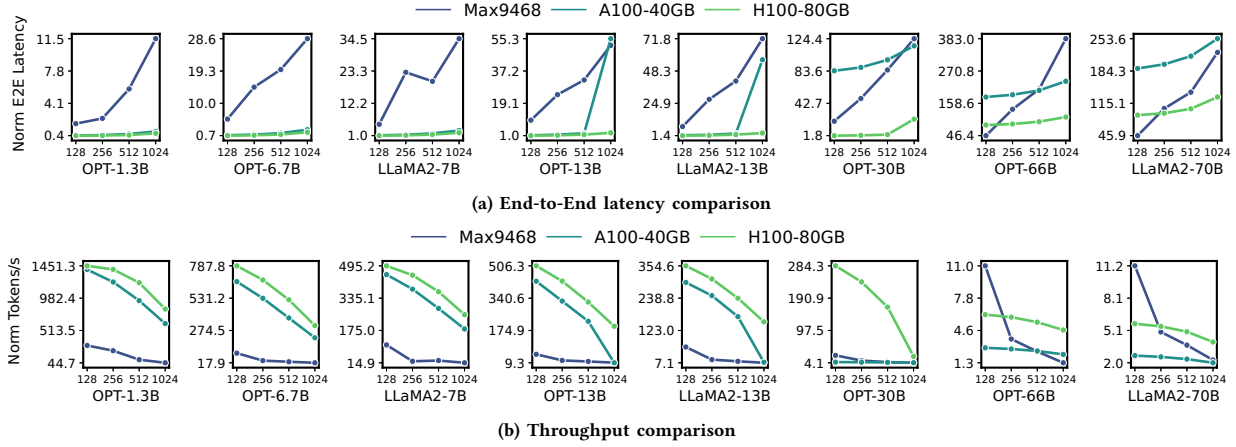 Max9468 A100-40GB H100-80GB
Norm E2E Latency
11.5 28.6 34.5 55.3 71.8 124.4 383.0 253.6
7.8 19.3 23.3 37.2 48.3 83.6 270.8 184.3
4.1 10.0 12.2 19.1 24.9 42.7 158.6 115.1
0.4 0.7 1.0 1.0 1.4 1.8 46.4 45.9
128 256 512 1024 128 256 512 1024 128 256 512 1024 128 256 512 1024 128 256 512 1024 128 256 512 1024 128 256 512 1024 128 256 512 1024
OPT-1.3B OPT-6.7B LLaMA2-7B OPT-13B LLaMA2-13B OPT-30B OPT-66B LLaMA2-70B
(a) End-to-End latency comparison
Max9468 A100-40GB H100-80GB
Norm Tokens/s
1451.3 787.8 495.2 506.3 354.6 284.3 11.0 11.2
982.4 531.2 335.1 340.6 238.8 190.9 7.8 8.1
513.5 274.5 175.0 174.9 123.0 97.5 4.6 5.1
44.7 17.9 14.9 9.3 7.1 4.1 1.3 2.0
128 256 512 1024 128 256 512 1024 128 256 512 1024 128 256 512 1024 128 256 512 1024 128 256 512 1024 128 256 512 1024 128 256 512 1024
OPT-1.3B OPT-6.7B LLaMA2-7B OPT-13B LLaMA2-13B OPT-30B OPT-66B LLaMA2-70B
(b) Throughput comparison